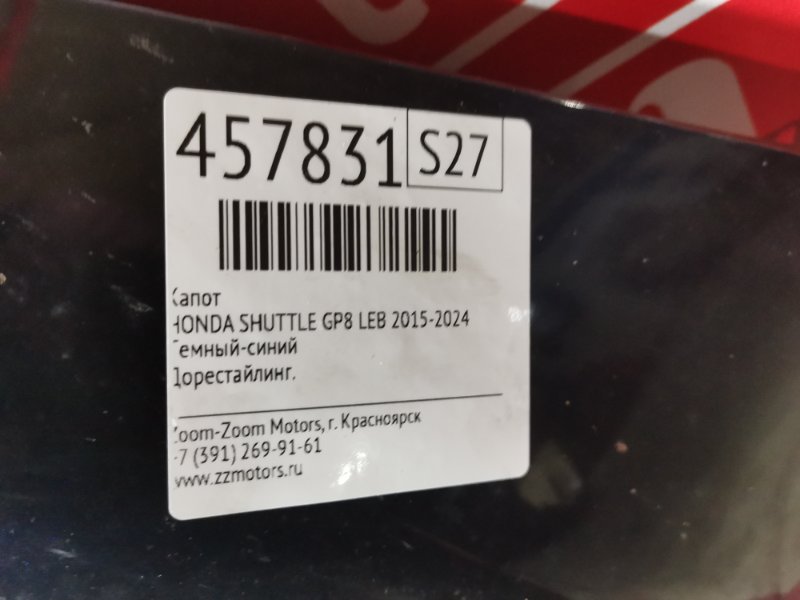 457831 S27
Капот
HONDA SHUTTLE GP8 LEB 2015-2024
Темный-синий
Дорестайлинг.
Zoom-Zoom Motors, г. Красноярск
+7 (391) 269-91-61
www.zzmotors.ru